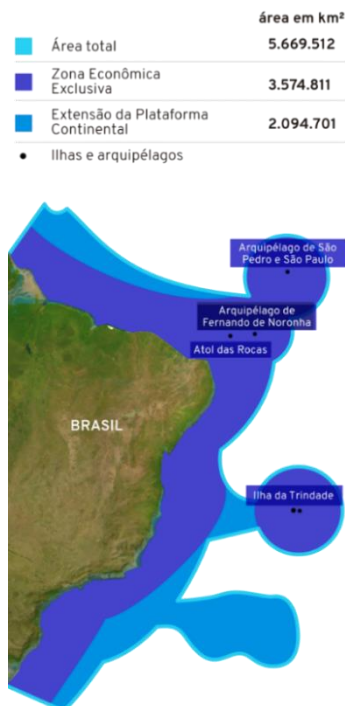 área em km²
Área total 5.669.512
Zona Econômica
Exclusiva 3.574.811
Extensão da Plataforma
Continental 2.094.701
Ilhas e arquipélagos
Arquipélago de São
Pedro e São Paulo
Arquipélago de
Fernando de Noronha
Atol das Rocas
BRASIL
Ilha da Trindade